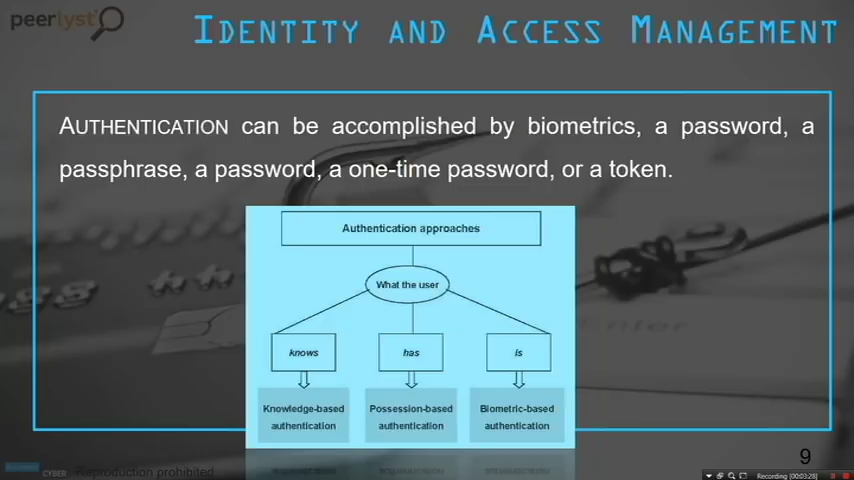 peerlyst
IDENTITY AND ACCESS MANAGEMENT
AUTHENTICATION can be accomplished by biometrics, a password, a
passphrase, a password, a one-time password, or a token.
Authentication approaches
What the user
knows
has
is
Knowledge-based
authentication
Possession-based
authentication
Biometric-based
authentication
Enter
9
CYBER
Reproduction prohibited
Recording [00:03:28]